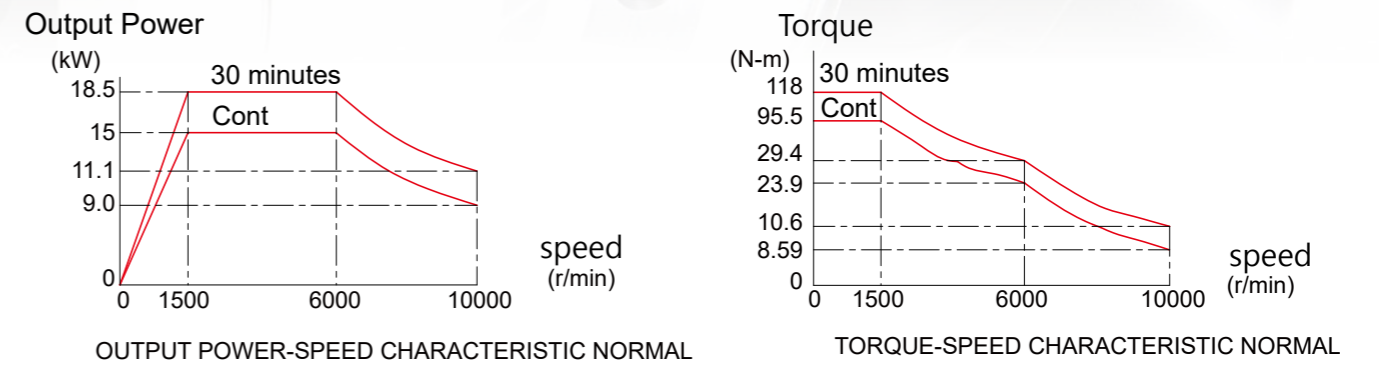 Output Power
(kW)
30 minutes
18.5
Cont
15
11.1
9.0
0
0 1500 6000 10000
speed
(r/min)
OUTPUT POWER-SPEED CHARACTERISTIC NORMAL
Torque
(N-m)
30 minutes
118
Cont
95.5
29.4
23.9
10.6
8.59
0
0 1500 6000 10000
speed
(r/min)
TORQUE-SPEED CHARACTERISTIC NORMAL